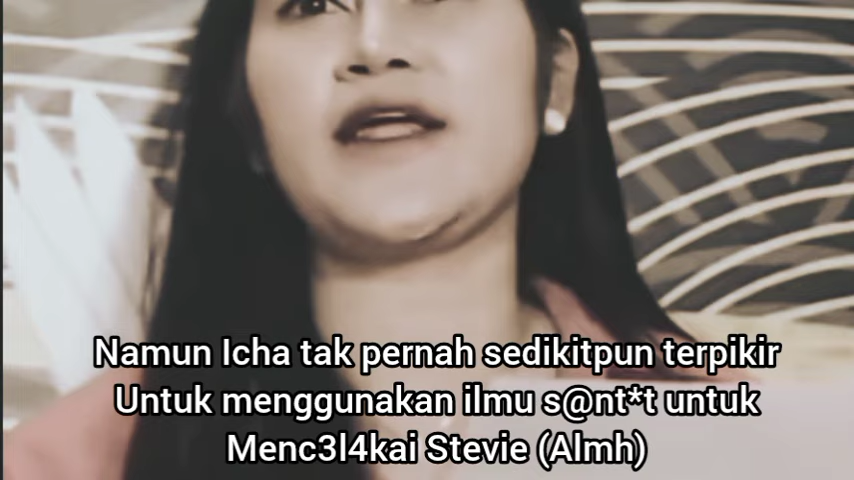 Namun Icha tak pernah sedikitpun terpikir
Untuk menggunakan ilmu s@nt*t untuk
Menc3l4kai Stevie (Almh)